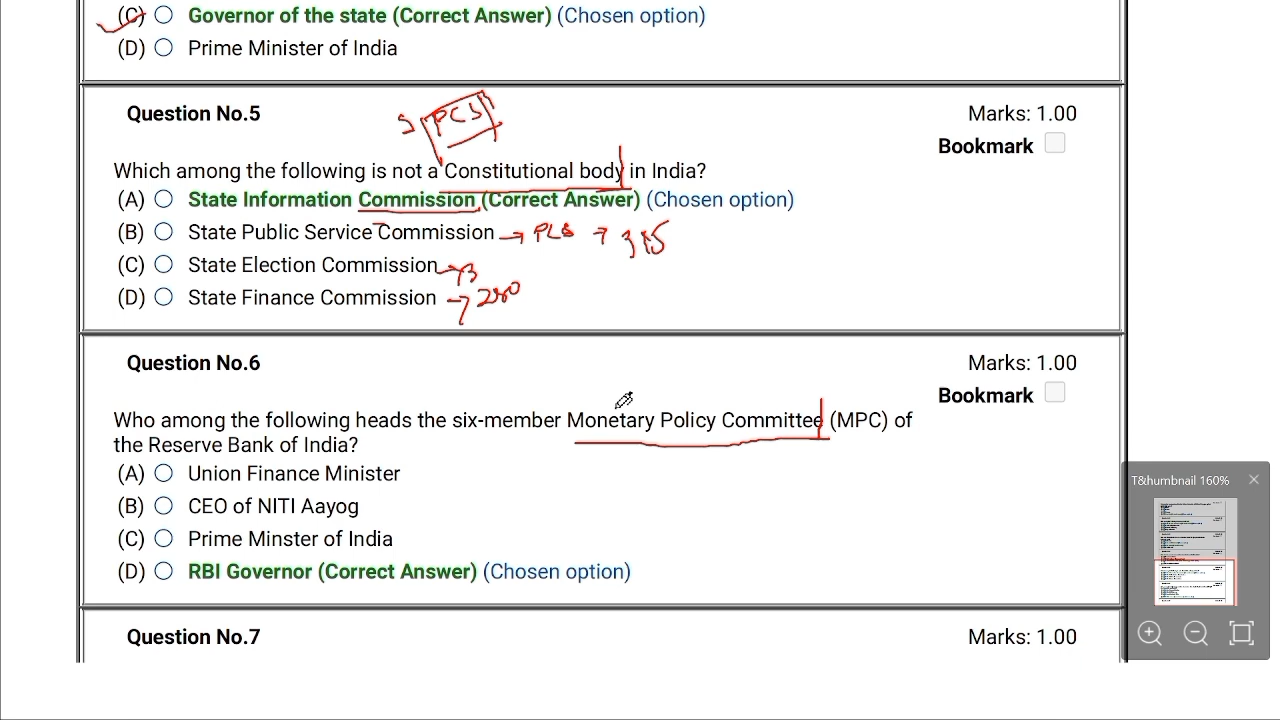 (C) Governor of the state (Correct Answer) (Chosen option)
(D) Prime Minister of India
Question No.5
Marks: 1.00
PCS
Bookmark
Which among the following is not a Constitutional body in India?
(A) State Information Commission (Correct Answer) (Chosen option)
(B) State Public Service Commission → PCS → 315
(C) State Election Commission
(D) State Finance Commission → 280
Question No.6
Marks: 1.00
Bookmark
Who among the following heads the six-member Monetary Policy Committee (MPC) of
the Reserve Bank of India?
(A) Union Finance Minister
(B) CEO of NITI Aayog
(C) Prime Minster of India
(D) RBI Governor (Correct Answer) (Chosen option)
T&humbnail 160%
Question No.7
Marks: 1.00